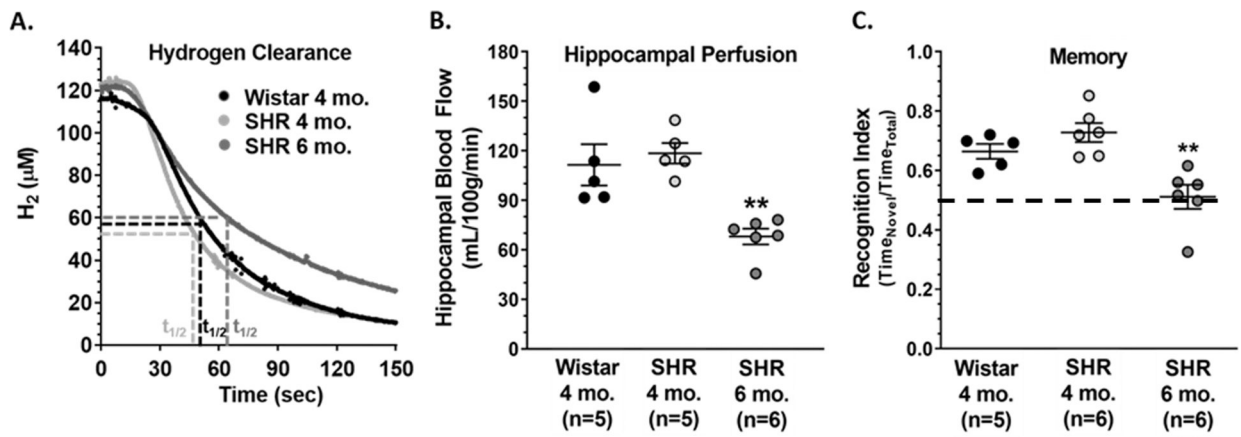 A.
Hydrogen Clearance
Wistar 4 mo.
SHR 4 mo.
SHR 6 mo.
H2 (µM)
140
120
100
80
60
40
20
0
t1/2 t1/2 t1/2
0 30 60 90 120 150
Time (sec)
B.
Hippocampal Perfusion
Hippocampal Blood Flow
(mL/100g/min)
180
150
120
90
60
30
0
**
Wistar
4 mo.
(n=5)
SHR
4 mo.
(n=5)
SHR
6 mo.
(n=6)
C.
Memory
Recognition Index
(TimeNovel/TimeTotal)
1.0
0.8
0.6
0.4
0.2
0.0
**
Wistar
4 mo.
(n=5)
SHR
4 mo.
(n=6)
SHR
6 mo.
(n=6)